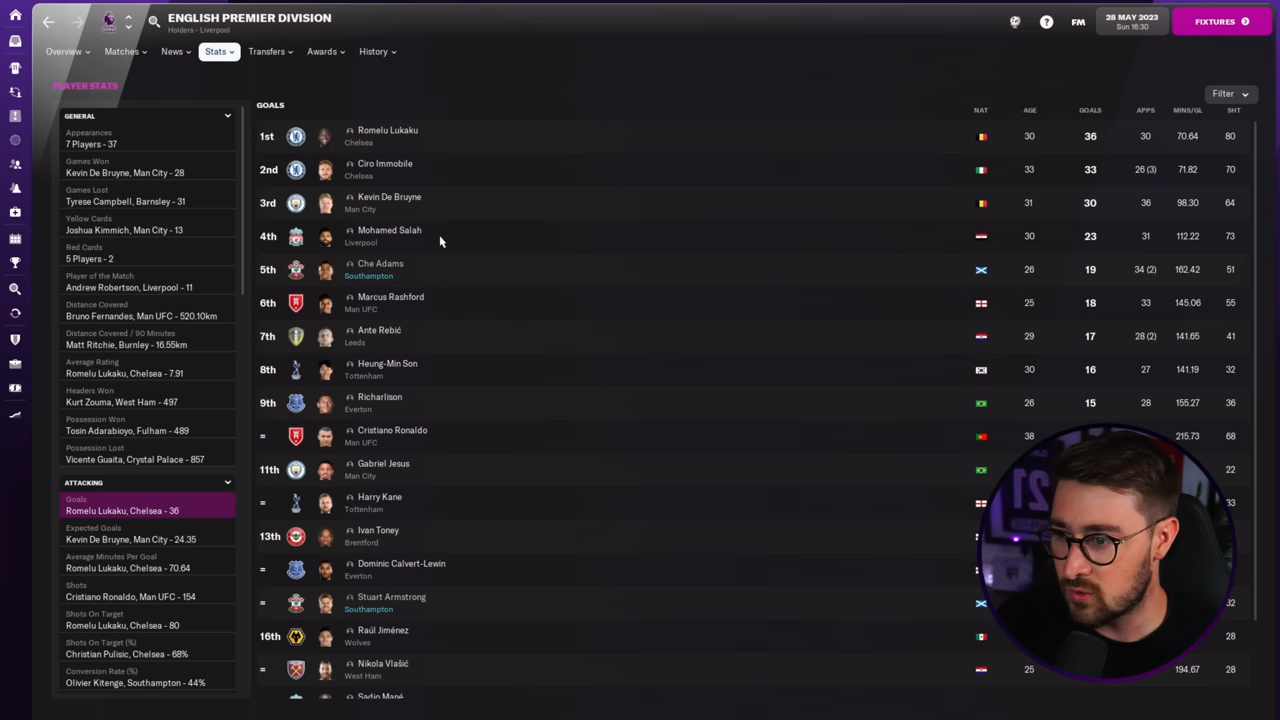 ENGLISH PREMIER DIVISION
Holders - Liverpool
FM
28 MAY 2023
Sun 16:30
FIXTURES
Overview
Matches
News
Stats
Transfers
Awards
History
PLAYER STATS
Filter
GENERAL
Appearances
7 Players - 37
Games Won
Kevin De Bruyne, Man City - 28
Games Lost
Tyrese Campbell, Barnsley - 31
Yellow Cards
Joshua Kimmich, Man City - 13
Red Cards
5 Players - 2
Player of the Match
Andrew Robertson, Liverpool - 11
Distance Covered
Bruno Fernandes, Man UFC - 520.10km
Distance Covered / 90 Minutes
Matt Ritchie, Burnley - 16.55km
Average Rating
Romelu Lukaku, Chelsea - 7.91
Headers Won
Kurt Zouma, West Ham - 497
Possession Won
Tosin Adarabioyo, Fulham - 489
Possession Lost
Vicente Guaita, Crystal Palace - 857
ATTACKING
Goals
Romelu Lukaku, Chelsea - 36
Expected Goals
Kevin De Bruyne, Man City - 24.35
Average Minutes Per Goal
Romelu Lukaku, Chelsea - 70.64
Shots
Cristiano Ronaldo, Man UFC - 154
Shots On Target
Romelu Lukaku, Chelsea - 80
Shots On Target (%)
Christian Pulisic, Chelsea - 68%
Conversion Rate (%)
Olivier Kitenge, Southampton - 44%
GOALS
NAT AGE GOALS APPS MINS/GL SHT
1st Romelu Lukaku 30 36 30 70.64 80
Chelsea
2nd Ciro Immobile 33 33 26 (3) 71.82 70
Chelsea
3rd Kevin De Bruyne 31 30 36 98.30 64
Man City
4th Mohamed Salah 30 23 31 112.22 73
Liverpool
5th Che Adams 26 19 34 (2) 162.42 51
Southampton
6th Marcus Rashford 25 18 33 145.06 55
Man UFC
7th Ante Rebić 29 17 28 (2) 141.65 41
Leeds
8th Heung-Min Son 30 16 27 141.19 32
Tottenham
9th Richarlison 26 15 28 155.27 36
Everton
= Cristiano Ronaldo 38 215.73 68
Man UFC
11th Gabriel Jesus 22
Man City
= Harry Kane 33
Tottenham
13th Ivan Toney
Brentford
= Dominic Calvert-Lewin
Everton
= Stuart Armstrong 32
Southampton
16th Raúl Jiménez 28
Wolves
= Nikola Vlašić 25 194.67 28
West Ham
Sadio Mané